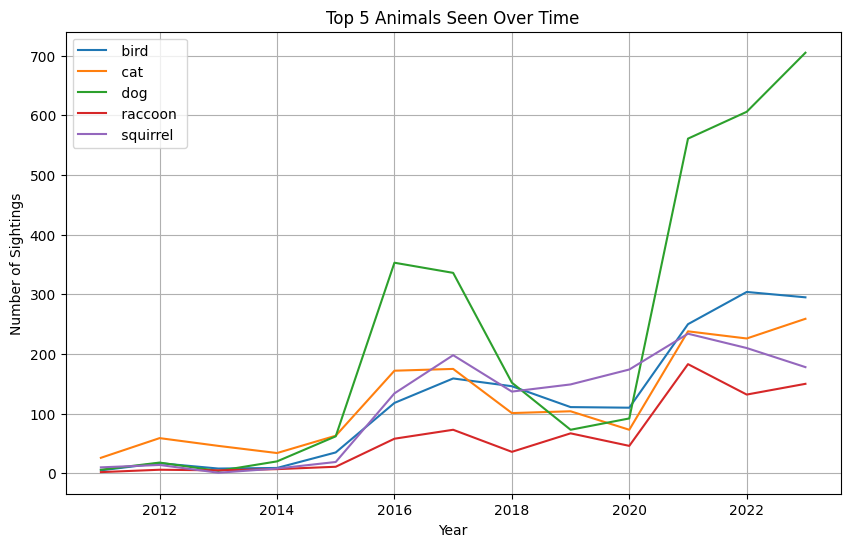 Top 5 Animals Seen Over Time
bird
cat
dog
raccoon
squirrel
Number of Sightings
700
600
500
400
300
200
100
0
2012 2014 2016 2018 2020 2022
Year